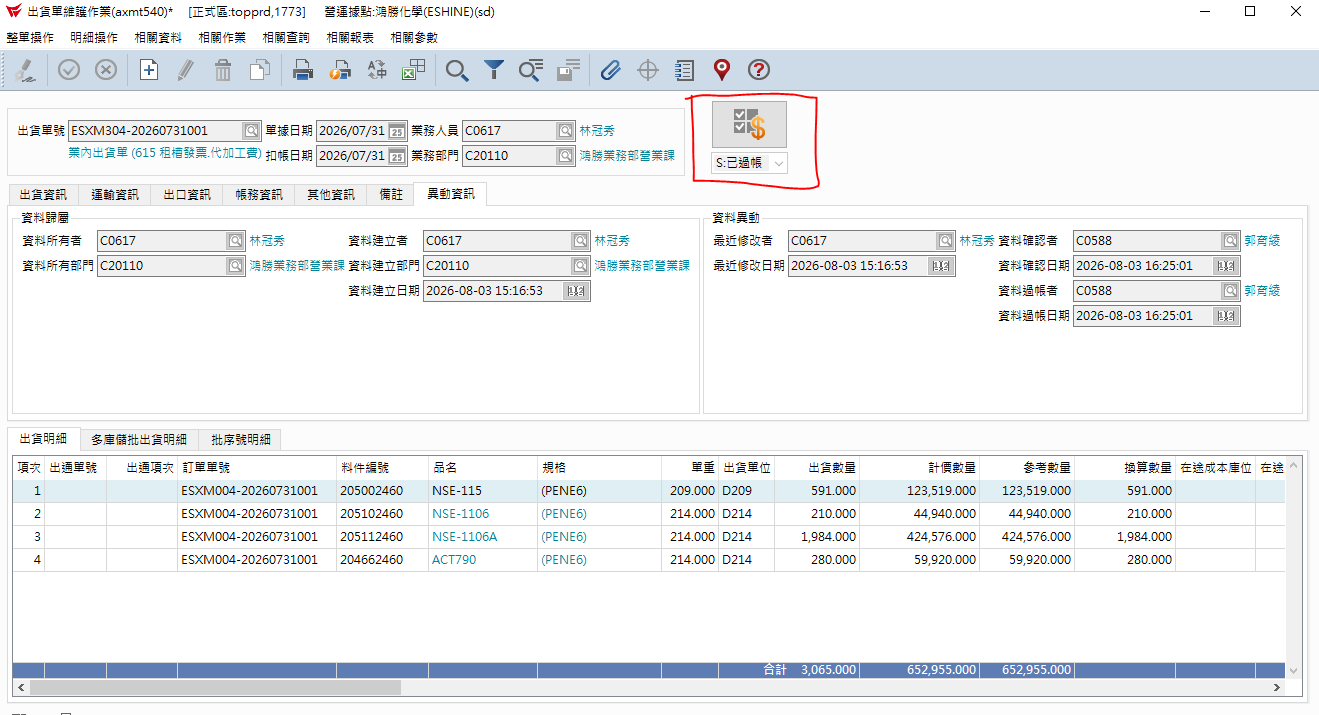 出貨單維護作業(axmt540)* [正式區:topprd,1773] 營運據點:鴻勝化學(ESHINE)(sd)
整單操作 明細操作 相關資料 相關作業 相關查詢 相關報表 相關參數
出貨單號 ESXM304-20260731001 單據日期 2026/07/31 業務人員 C0617 林冠秀
業內出貨單 (615 租槽發票.代加工費) 扣帳日期 2026/07/31 業務部門 C20110 鴻勝業務部營業課
S:已過帳
出貨資訊 運輸資訊 出口資訊 帳務資訊 其他資訊 備註 異動資訊
資料歸屬 資料異動
資料所有者 C0617 林冠秀 資料建立者 C0617 林冠秀 最近修改者 C0617 林冠秀 資料確認者 C0588 郭育綾
資料所有部門 C20110 鴻勝業務部營業課 資料建立部門 C20110 鴻勝業務部營業課 最近修改日期 2026-08-03 15:16:53 資料確認日期 2026-08-03 16:25:01
資料建立日期 2026-08-03 15:16:53 資料過帳者 C0588 郭育綾
資料過帳日期 2026-08-03 16:25:01
出貨明細 多庫儲批出貨明細 批序號明細
項次 出通單號 出通項次 訂單單號 料件編號 品名 規格 單重 出貨單位 出貨數量 計價數量 參考數量 換算數量 在途成本庫位 在途
1 ESXM004-20260731001 205002460 NSE-115 (PENE6) 209.000 D209 591.000 123,519.000 123,519.000 591.000
2 ESXM004-20260731001 205102460 NSE-1106 (PENE6) 214.000 D214 210.000 44,940.000 44,940.000 210.000
3 ESXM004-20260731001 205112460 NSE-1106A (PENE6) 214.000 D214 1,984.000 424,576.000 424,576.000 1,984.000
4 ESXM004-20260731001 204662460 ACT790 (PENE6) 214.000 D214 280.000 59,920.000 59,920.000 280.000
合計 3,065.000 652,955.000 652,955.000